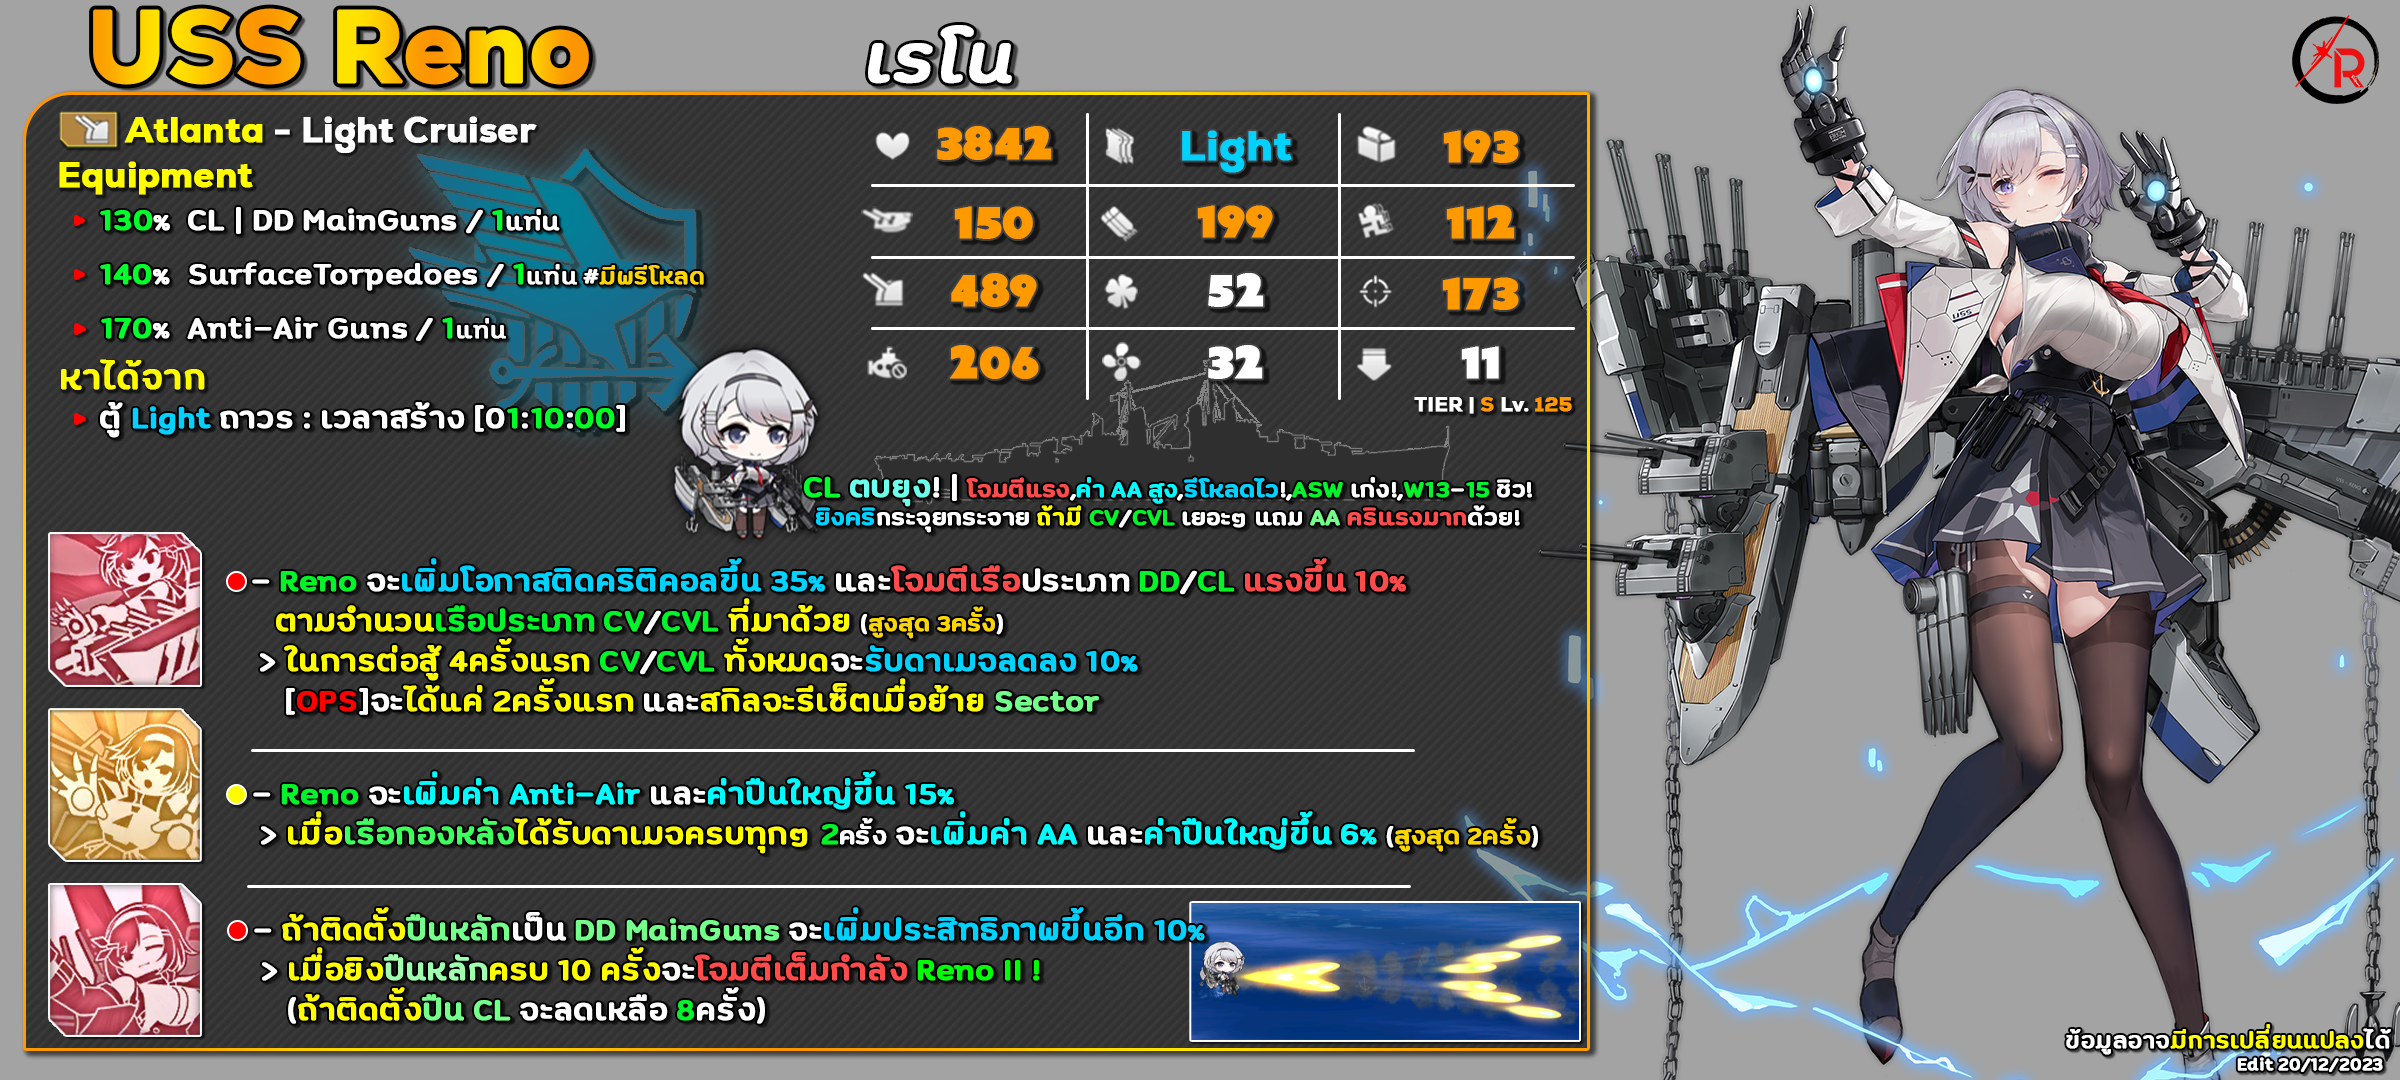 USS Reno
เรโน
Atlanta - Light Cruiser
Equipment
130% CL | DD MainGuns / 1แท่น
140% SurfaceTorpedoes / 1แท่น #มีพรีโหลด
170% Anti-Air Guns / 1แท่น
หาได้จาก
ตู้ Light ถาวร : เวลาสร้าง [01:10:00]
3842 Light 193
150 199 112
489 52 173
206 32 11
TIER | S Lv. 125
CL ตบยุง! | โจมตีแรง,ค่า AA สูง,รีโหลดไว!,ASW เก่ง!,W13-15 ชิว!
ยิงคริกระจุยกระจาย ถ้ามี CV/CVL เยอะๆ แถม AA คริแรงมากด้วย!
- Reno จะเพิ่มโอกาสติดคริติคอลขึ้น 35% และโจมตีเรือประเภท DD/CL แรงขึ้น 10%
ตามจำนวนเรือประเภท CV/CVL ที่มาด้วย (สูงสุด 3ครั้ง)
> ในการต่อสู้ 4ครั้งแรก CV/CVL ทั้งหมดจะรับดาเมจลดลง 10%
[OPS]จะได้แค่ 2ครั้งแรก และสกิลจะรีเซ็ตเมื่อย้าย Sector
- Reno จะเพิ่มค่า Anti-Air และค่าปืนใหญ่ขึ้น 15%
> เมื่อเรือกองหลังได้รับดาเมจครบทุกๆ 2ครั้ง จะเพิ่มค่า AA และค่าปืนใหญ่ขึ้น 6% (สูงสุด 2ครั้ง)
- ถ้าติดตั้งปืนหลักเป็น DD MainGuns จะเพิ่มประสิทธิภาพขึ้นอีก 10%
> เมื่อยิงปืนหลักครบ 10 ครั้งจะโจมตีเต็มกำลัง Reno II !
(ถ้าติดตั้งปืน CL จะลดเหลือ 8ครั้ง)
R
USS
ข้อมูลอาจมีการเปลี่ยนแปลงได้
Edit 20/12/2023